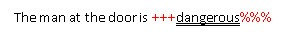 The man at the door is +++dangerous%%%